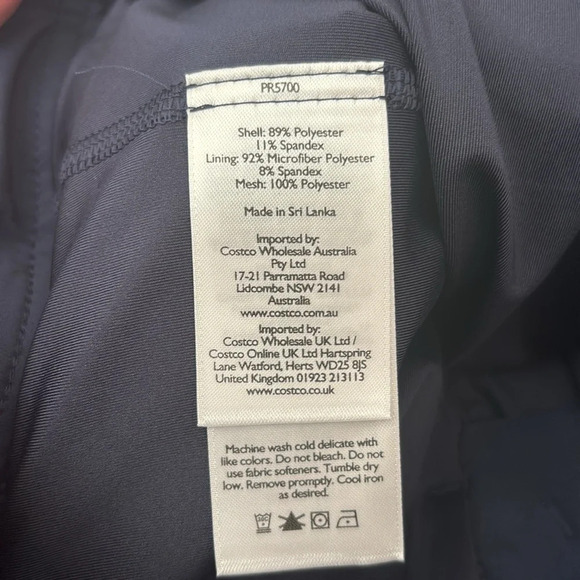 PR5700
Shell: 89% Polyester
11% Spandex
Lining: 92% Microfiber Polyester
8% Spandex
Mesh: 100% Polyester
Made in Sri Lanka
Imported by:
Costco Wholesale Australia
Pty Ltd
17-21 Parramatta Road
Lidcombe NSW 2141
Australia
www.costco.com.au
Imported by:
Costco Wholesale UK Ltd /
Costco Online UK Ltd Hartspring
Lane Watford, Herts WD25 8JS
United Kingdom 01923 213113
www.costco.co.uk
Machine wash cold delicate with
like colors. Do not bleach. Do not
use fabric softeners. Tumble dry
low. Remove promptly. Cool iron
as desired.